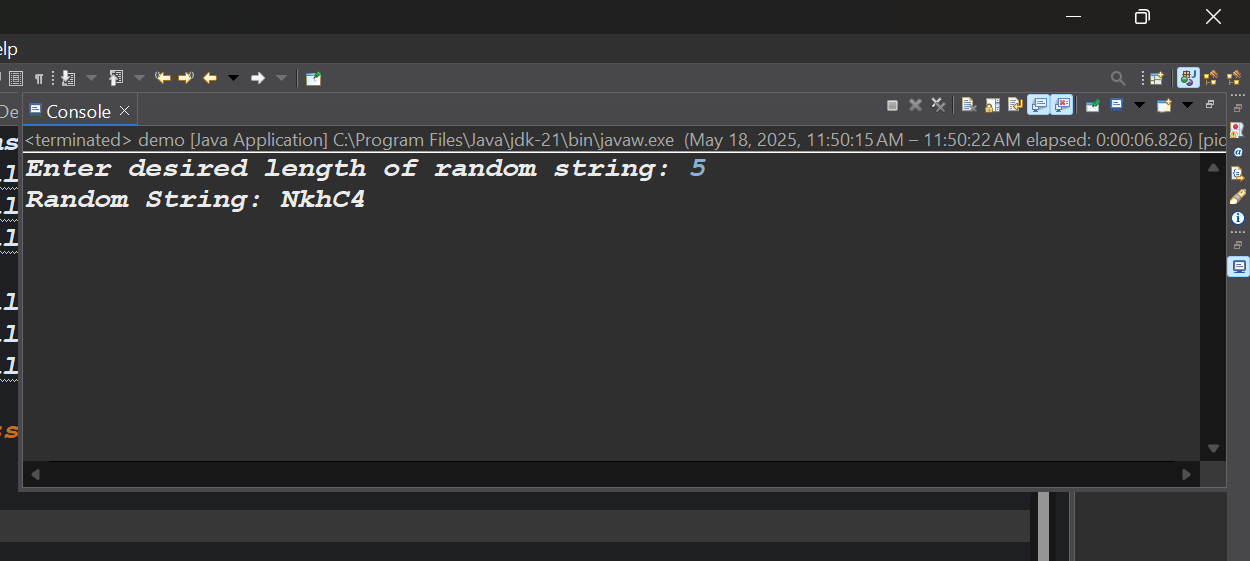 elp
Console
<terminated> demo [Java Application] C:\Program Files\Java\jdk-21\bin\javaw.exe (May 18, 2025, 11:50:15 AM – 11:50:22 AM elapsed: 0:00:06.826) [pid
Enter desired length of random string: 5
Random String: NkhC4